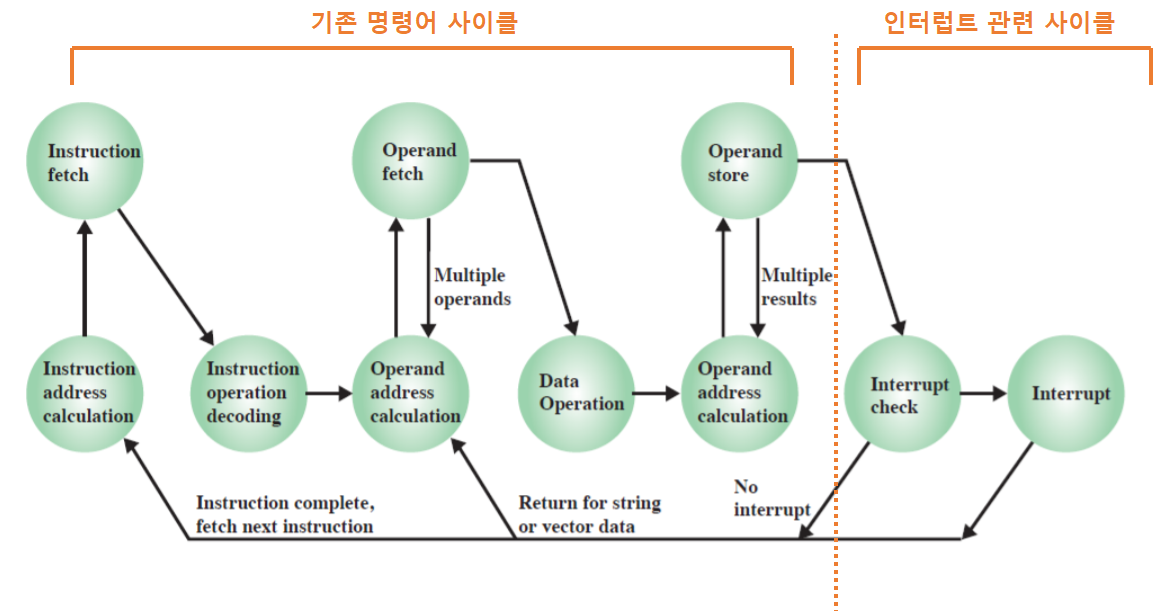 기존 명령어 사이클
인터럽트 관련 사이클
Instruction
fetch
Operand
fetch
Operand
store
Multiple
operands
Multiple
results
Instruction
address
calculation
Instruction
operation
decoding
Operand
address
calculation
Data
Operation
Operand
address
calculation
Interrupt
check
Interrupt
Instruction complete,
fetch next instruction
Return for string
or vector data
No
interrupt